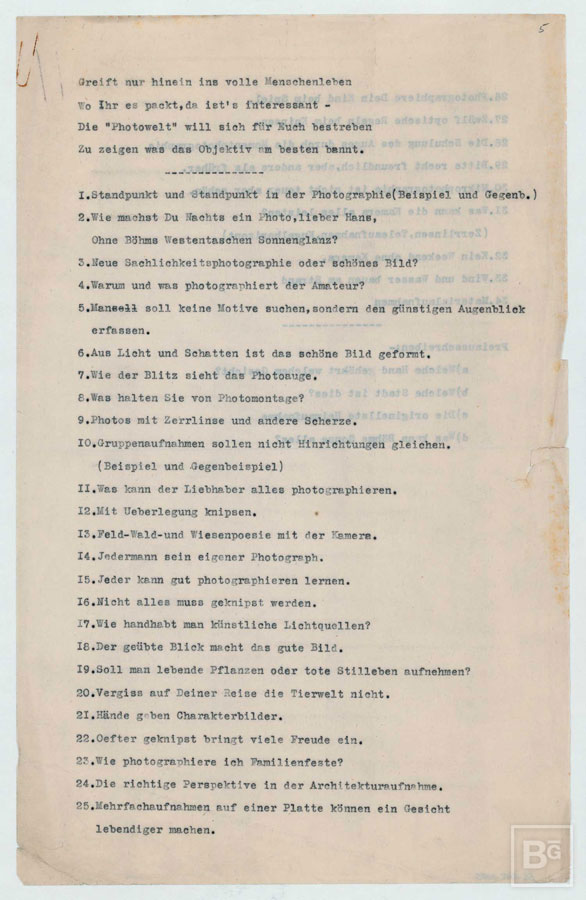 5
Greift nur hinein ins volle Menschenleben
Wo Ihr es packt,da ist's interessant -
Die "Photowelt" will sich für Euch bestreben
Zu zeigen was das Objektiv am besten bannt.
I.Standpunkt und Standpunkt in der Photographie(Beispiel und Gegenb.)
2.Wie machst Du Nachts ein Photo,lieber Hans,
Ohne Böhms Westentaschen Sonnenglanz?
3.Neue Sachlichkeitsphotographie oder schönes Bild?
4.Warum und was photographiert der Amateur?
5.Mansoll soll keine Motive suchen,sondern den günstigen Augenblick
erfassen.
6.Aus Licht und Schatten ist das schöne Bild geformt.
7.Wie der Blitz sieht das Photoauge.
8.Was halten Sie von Photomontage?
9.Photos mit Zerrlinse und andere Scherze.
IO.Gruppenaufnahmen sollen nicht Hinrichtungen gleichen.
(Beispiel und Gegenbeispiel)
II.Was kann der Liebhaber alles photographieren.
I2.Mit Ueberlegung knipsen.
I3.Feld-Wald-und Wiesenpoesie mit der Kamera.
I4.Jedermann sein eigener Photograph.
I5.Jeder kann gut photographieren lernen.
I6.Nicht alles muss geknipst werden.
I7.Wie handhabt man künstliche Lichtquellen?
I8.Der geübte Blick macht das gute Bild.
I9.Soll man lebende Pflanzen oder tote Stilleben aufnehmen?
20.Vergiss auf Deiner Reise die Tierwelt nicht.
2I.Hände geben Charakterbilder.
22.Oefter geknipst bringt viele Freude ein.
23.Wie photographiere ich Familienfeste?
24.Die richtige Perspektive in der Architekturaufnahme.
25.Mehrfachaufnahmen auf einer Platte können ein Gesicht
lebendiger machen.
BG